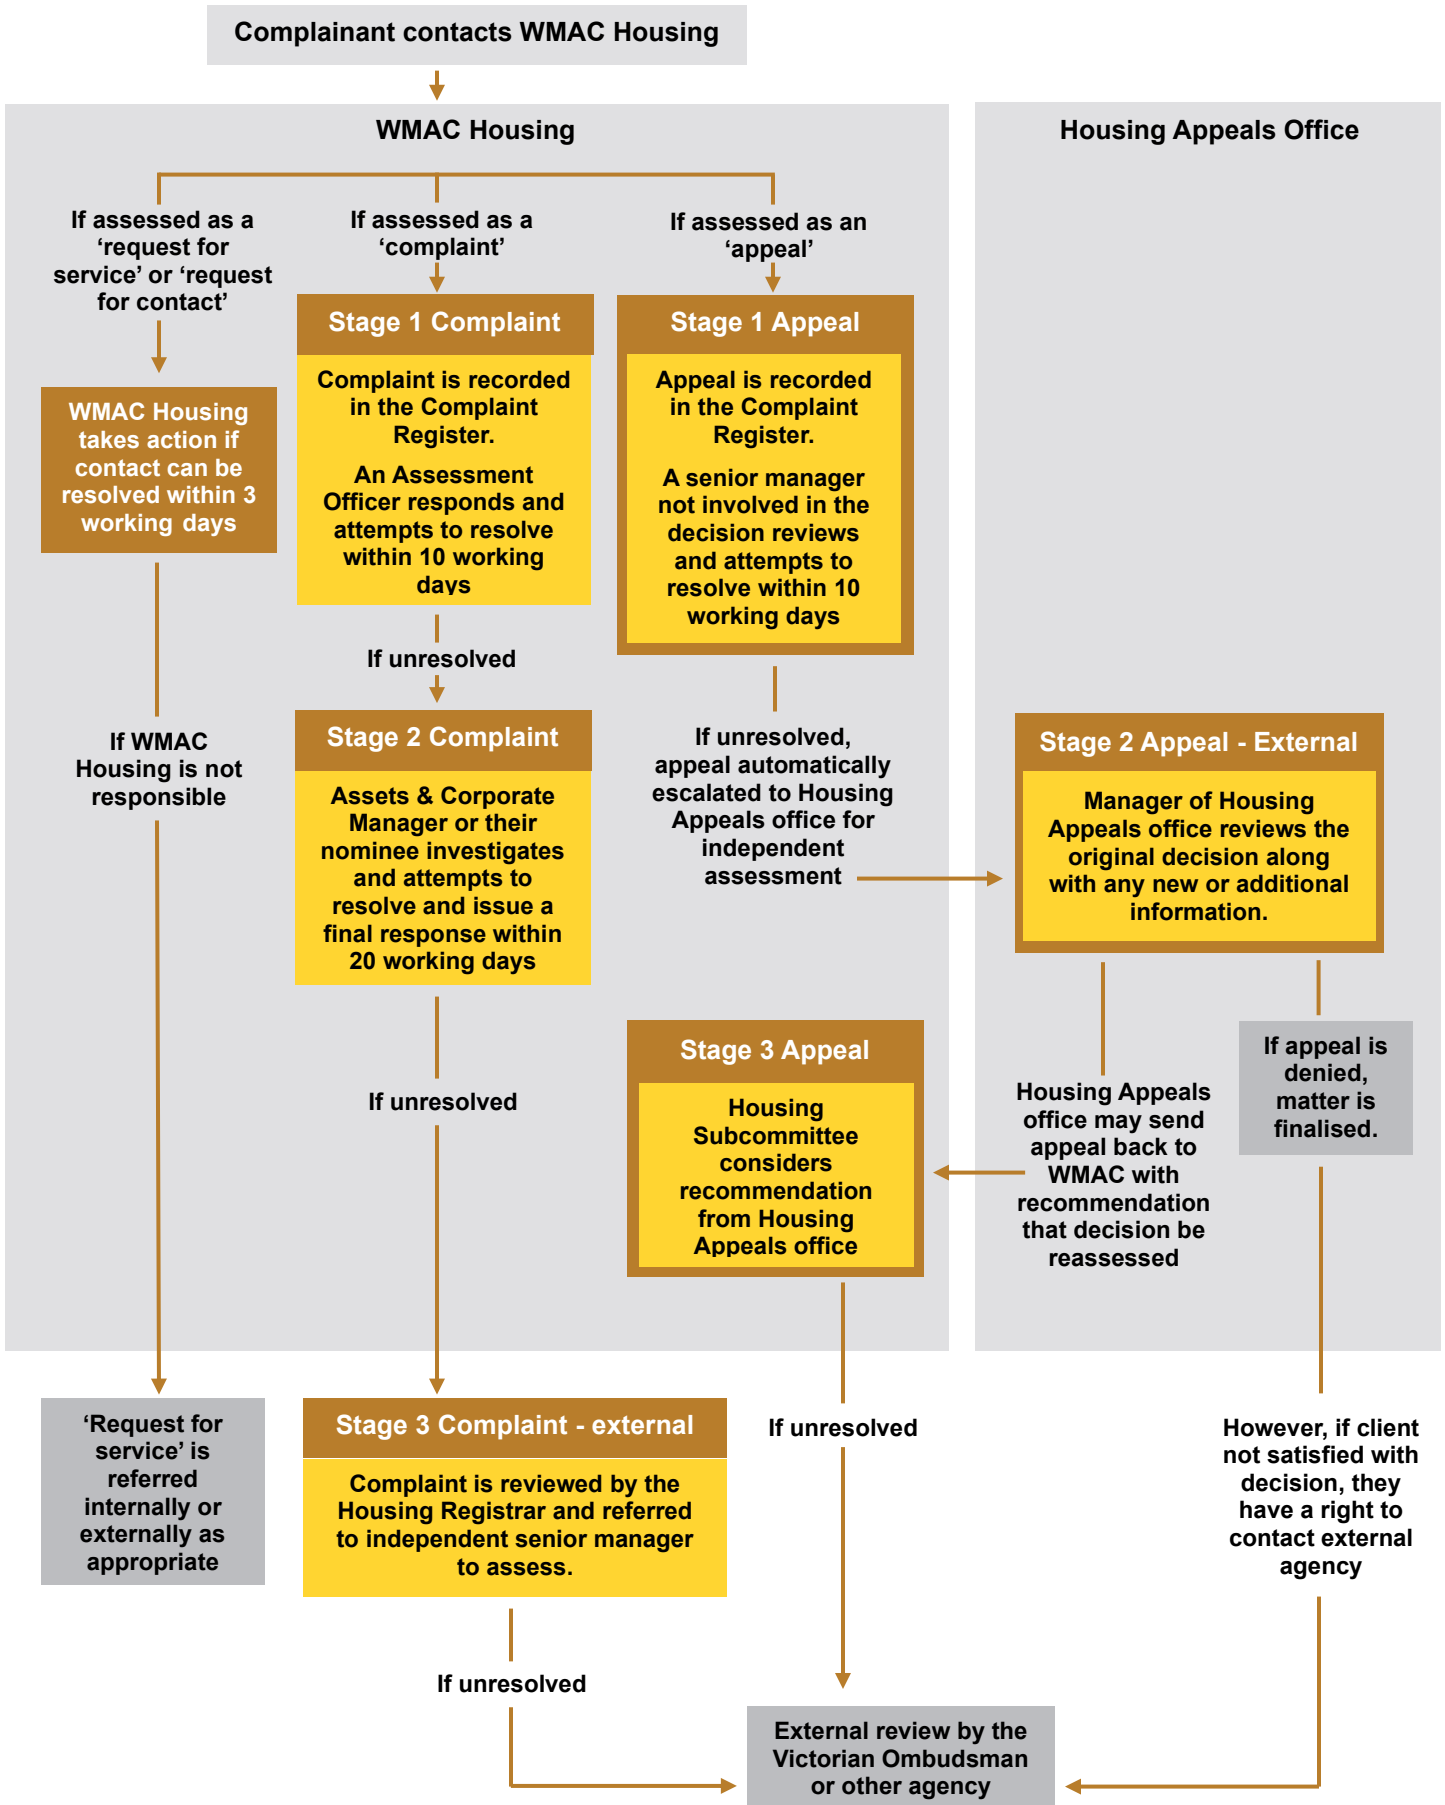 Complainant contacts WMAC Housing
WMAC Housing
If assessed as a
‘request for
service’ or ‘request
for contact’
WMAC Housing
takes action if
contact can be
resolved within 3
working days
If WMAC
Housing is not
responsible
‘Request for
service’ is
referred
internally or
externally as
appropriate
If assessed as a
‘complaint’
Stage 1 Complaint
Complaint is recorded
in the Complaint
Register.
An Assessment
Officer responds and
attempts to resolve
within 10 working
days
If unresolved
Stage 2 Complaint
Assets & Corporate
Manager or their
nominee investigates
and attempts to
resolve and issue a
final response within
20 working days
If unresolved
Stage 3 Complaint - external
Complaint is reviewed by the
Housing Registrar and referred
to independent senior manager
to assess.
If unresolved
If assessed as an
‘appeal’
Stage 1 Appeal
Appeal is recorded
in the Complaint
Register.
A senior manager
not involved in the
decision reviews
and attempts to
resolve within 10
working days
If unresolved,
appeal automatically
escalated to Housing
Appeals office for
independent
assessment
Housing Appeals Office
Stage 2 Appeal - External
Manager of Housing
Appeals office reviews the
original decision along
with any new or additional
information.
Housing Appeals
office may send
appeal back to
WMAC with
recommendation
that decision be
reassessed
Stage 3 Appeal
Housing
Subcommittee
considers
recommendation
from Housing
Appeals office
If unresolved
If appeal is
denied,
matter is
finalised.
However, if client
not satisfied with
decision, they
have a right to
contact external
agency
External review by the
Victorian Ombudsman
or other agency